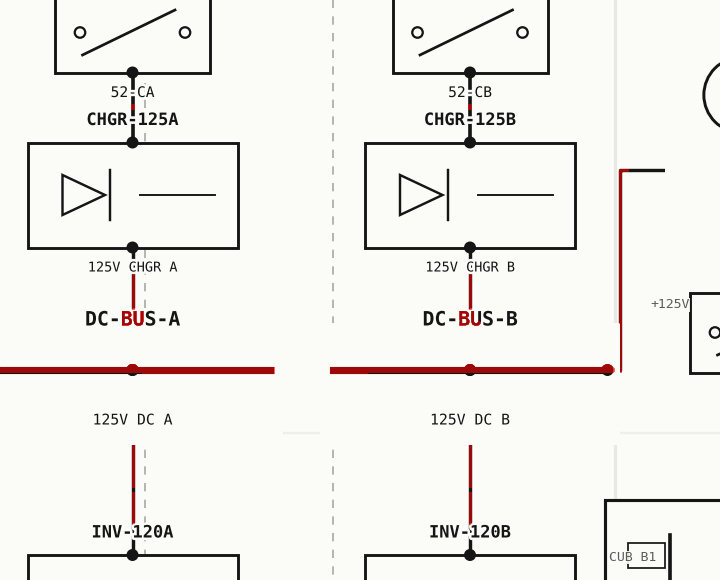 52-CA
52-CB
CHGR-125A
CHGR-125B
125V CHGR A
125V CHGR B
+125V
DC-BUS-A
DC-BUS-B
125V DC A
125V DC B
INV-120A
INV-120B
CUB B1